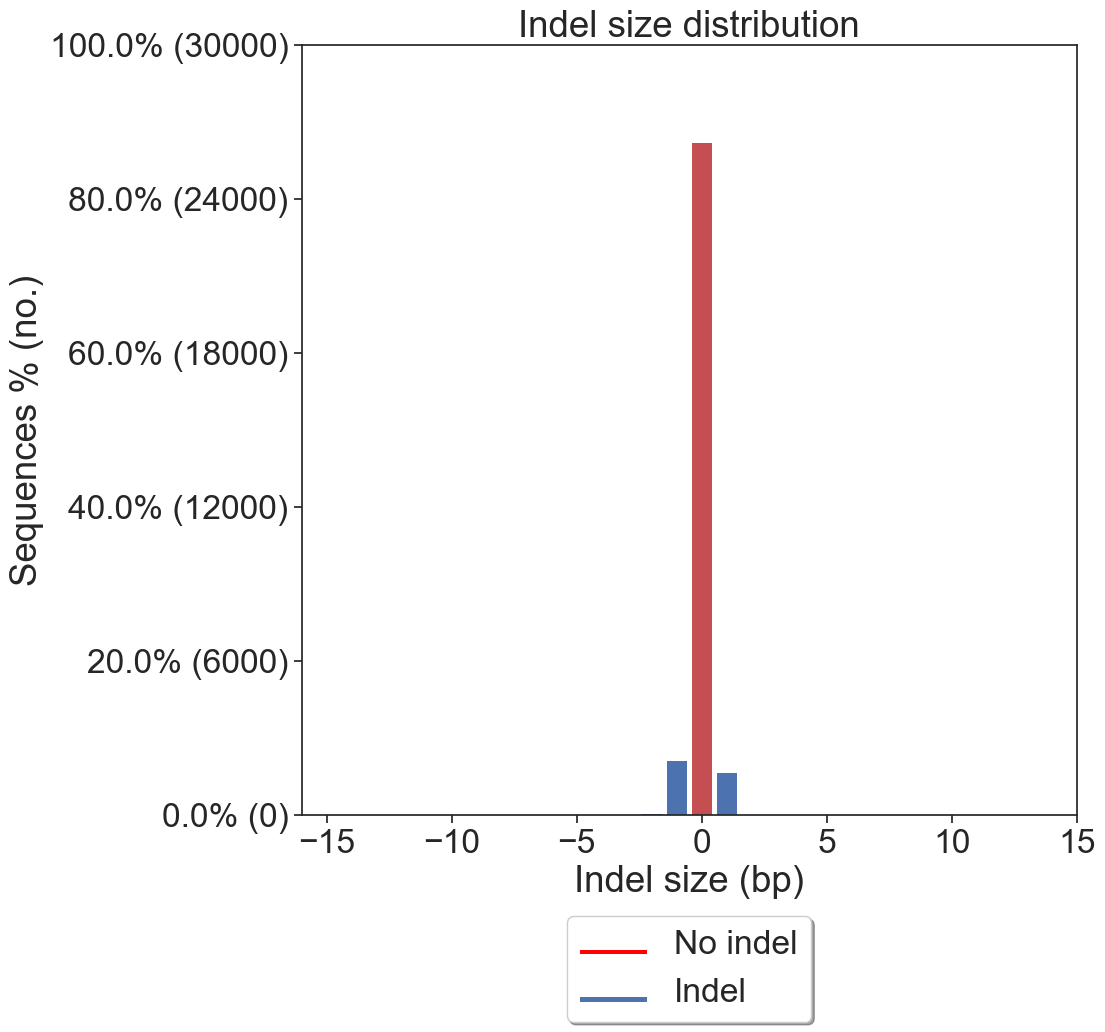 Indel size distribution
100.0% (30000)
80.0% (24000)
60.0% (18000)
40.0% (12000)
20.0% (6000)
0.0% (0)
Sequences % (no.)
−15 −10 −5 0 5 10 15
Indel size (bp)
No indel
Indel